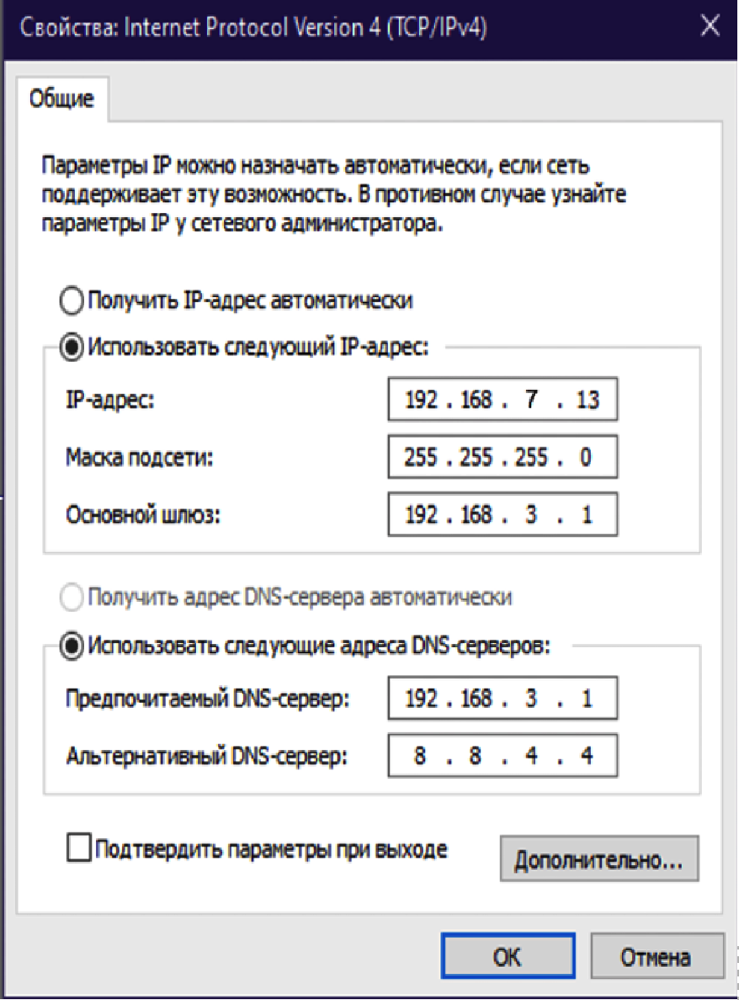 Свойства: Internet Protocol Version 4 (TCP/IPv4)
Общие
Параметры IP можно назначать автоматически, если сеть
поддерживает эту возможность. В противном случае узнайте
параметры IP у сетевого администратора.
Получить IP-адрес автоматически
Использовать следующий IP-адрес:
IP-адрес: 192 . 168 . 7 . 13
Маска подсети: 255 . 255 . 255 . 0
Основной шлюз: 192 . 168 . 3 . 1
Получить адрес DNS-сервера автоматически
Использовать следующие адреса DNS-серверов:
Предпочитаемый DNS-сервер: 192 . 168 . 3 . 1
Альтернативный DNS-сервер: 8 . 8 . 4 . 4
Подтвердить параметры при выходе
Дополнительно...
ОК Отмена